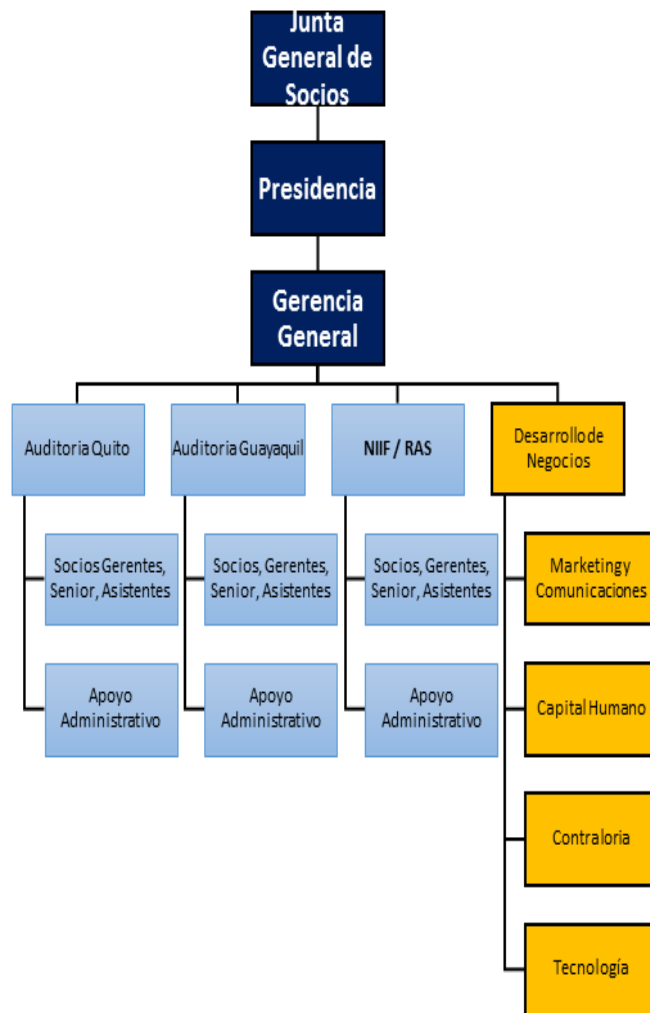 Junta
General de
Socios
Presidencia
Gerencia
General
Auditoria Quito
Auditoria Guayaquil
NIIF / RAS
Desarrollo de
Negocios
Socios Gerentes,
Senior, Asistentes
Socios, Gerentes,
Senior, Asistentes
Socios, Gerentes,
Senior, Asistentes
Marketing y
Comunicaciones
Apoyo
Administrativo
Apoyo
Administrativo
Apoyo
Administrativo
Capital Humano
Contraloria
Tecnología